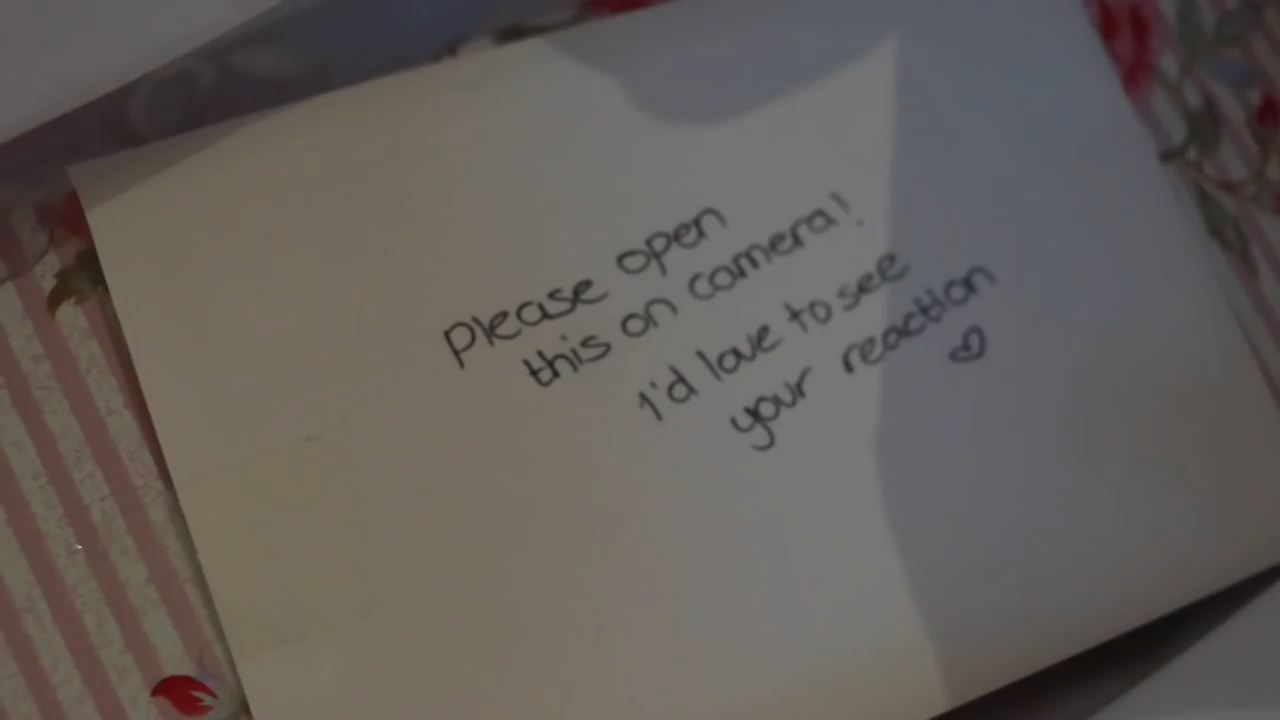 Please open
this on camera!
I'd love to see
your reaction
♡